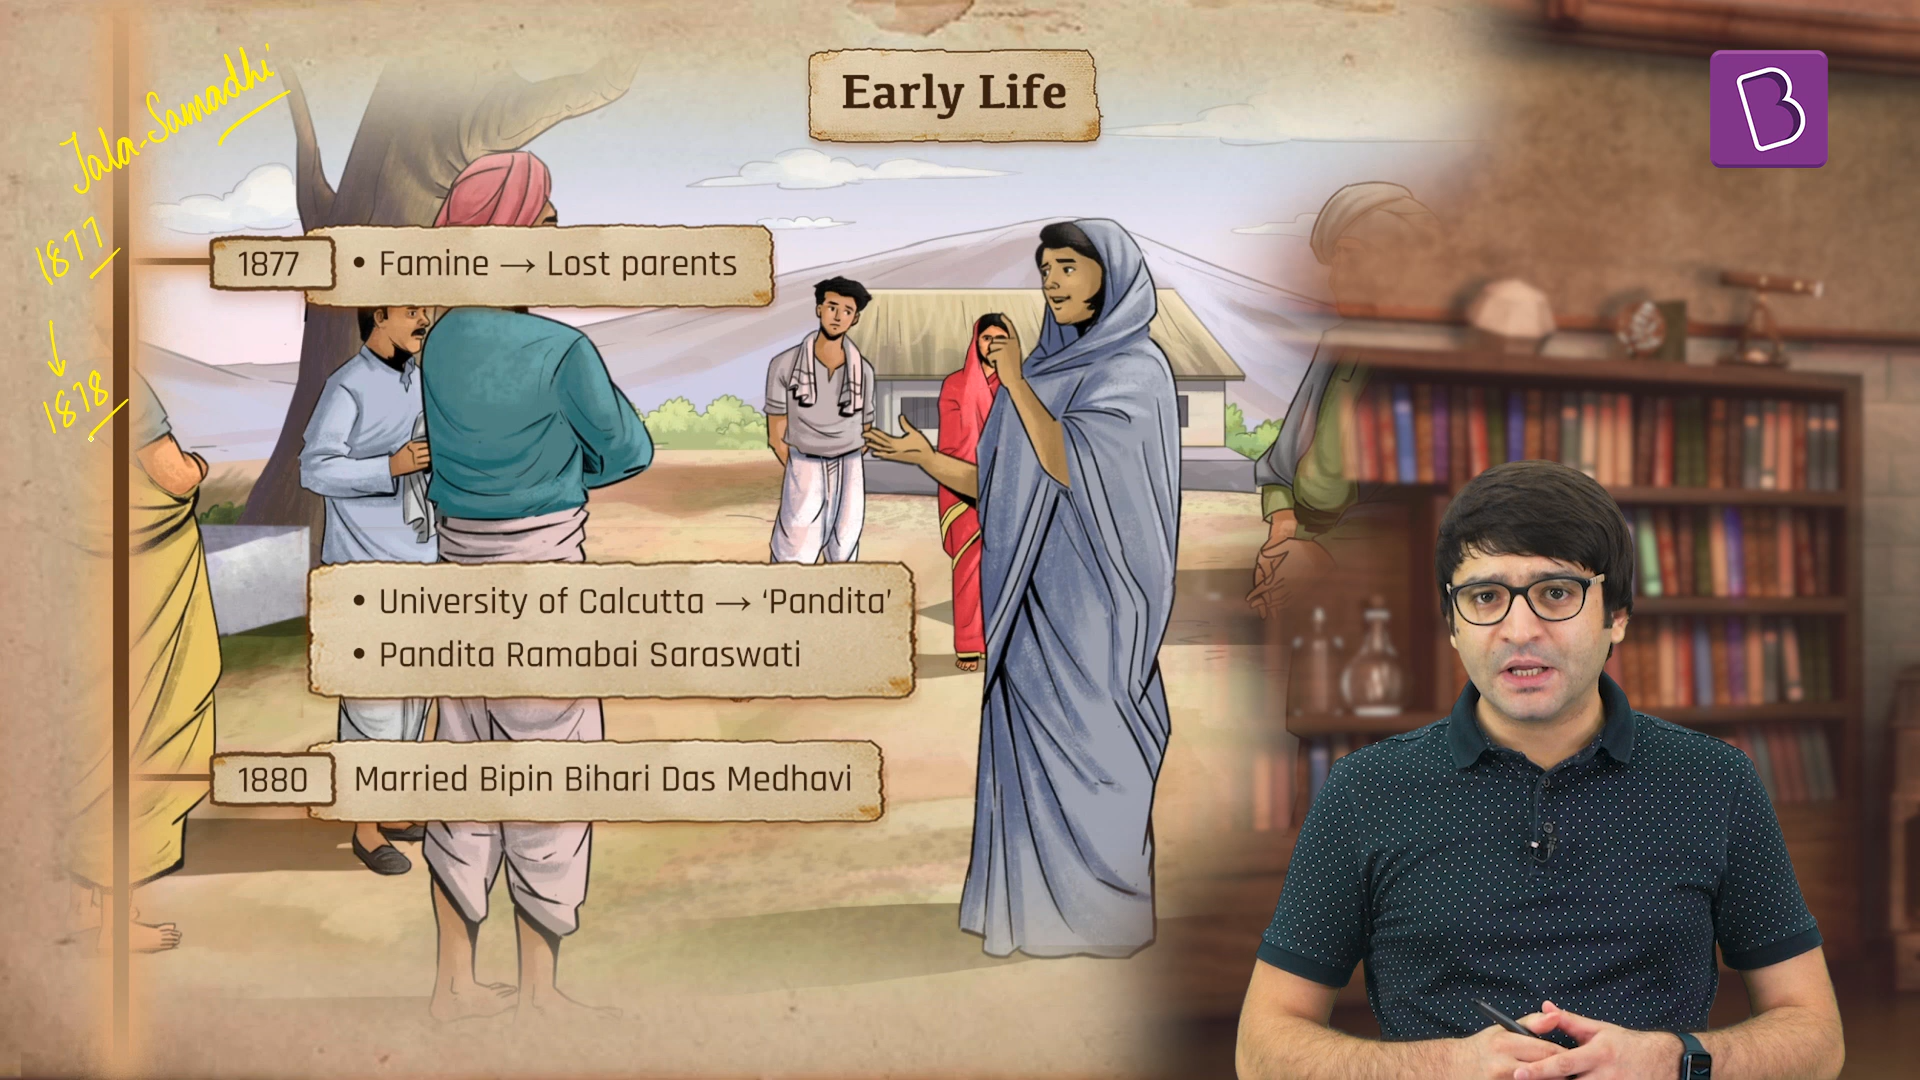 Early Life
Jala-Samadhi
1877
↓
1878
1877
• Famine → Lost parents
• University of Calcutta → ‘Pandita’
• Pandita Ramabai Saraswati
1880
Married Bipin Bihari Das Medhavi
B